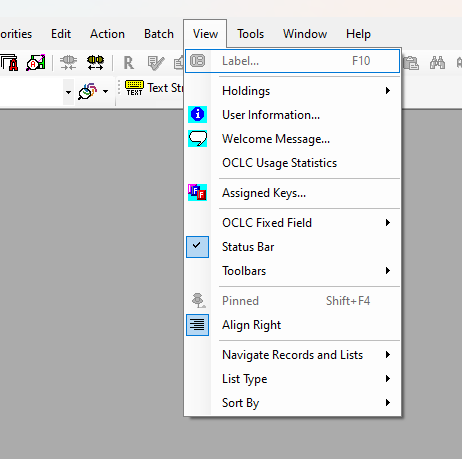 orities Edit Action Batch View Tools Window Help
R
TEXT Text Str
Label... F10
Holdings
User Information...
Welcome Message...
OCLC Usage Statistics
Assigned Keys...
OCLC Fixed Field
Status Bar
Toolbars
Pinned Shift+F4
Align Right
Navigate Records and Lists
List Type
Sort By